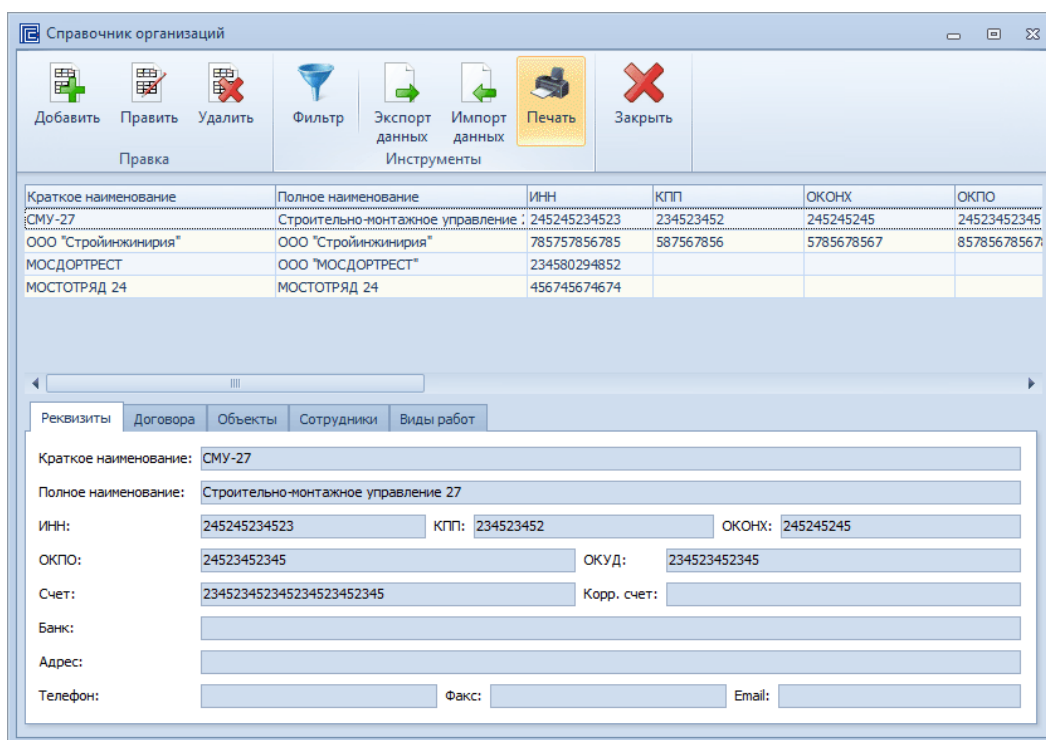 Справочник организаций
Добавить Править Удалить Фильтр Экспорт данных Импорт данных Печать Закрыть
Правка Инструменты
Краткое наименование Полное наименование ИНН КПП ОКОНХ ОКПО
СМУ-27 Строительно-монтажное управление 245245234523 234523452 245245245 24523452345
ООО "Стройинжинирия" ООО "Стройинжинирия" 785757856785 587567856 5785678567 8578567856
МОСДОРТРЕСТ ООО "МОСДОРТРЕСТ" 234580294852
МОСТОТРЯД 24 МОСТОТРЯД 24 456745674674
Реквизиты Договора Объекты Сотрудники Виды работ
Краткое наименование: СМУ-27
Полное наименование: Строительно-монтажное управление 27
ИНН: 245245234523 КПП: 234523452 ОКОНХ: 245245245
ОКПО: 24523452345 ОКУД: 234523452345
Счет: 234523452345234523452345 Корр. счет:
Банк:
Адрес:
Телефон: Факс: Email: